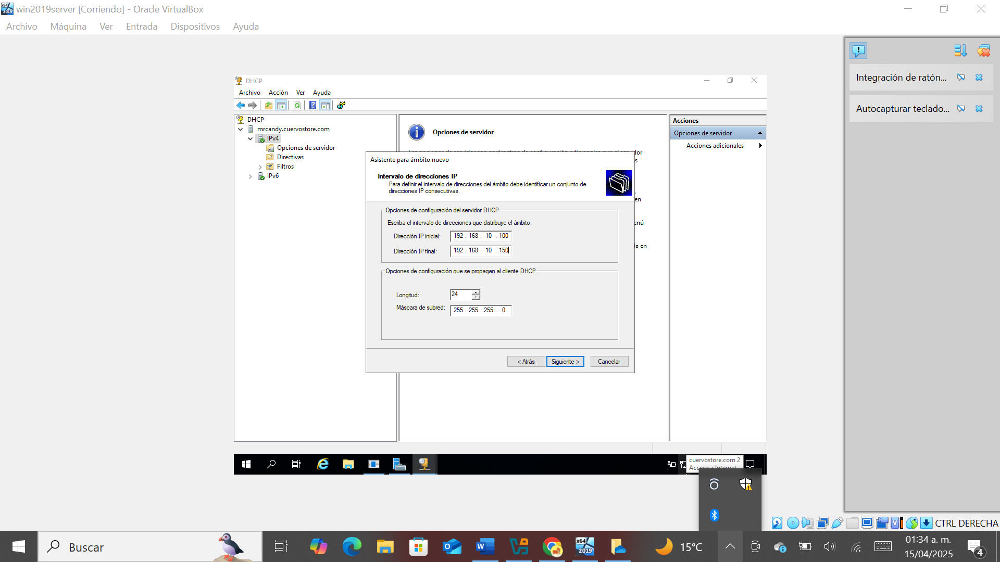 win2019server [Corriendo] - Oracle VirtualBox
Archivo Máquina Ver Entrada Dispositivos Ayuda
Integración de ratón...
Autocapturar teclado...
DHCP
Archivo Acción Ver Ayuda
DHCP
mrcandy.cuervostore.com
IPv4
Opciones de servidor
Directivas
Filtros
IPv6
Opciones de servidor
Acciones
Opciones de servidor
Acciones adicionales
Asistente para ámbito nuevo
Intervalo de direcciones IP
Para definir el intervalo de direcciones del ámbito debe identificar un conjunto de
direcciones IP consecutivas.
Opciones de configuración del servidor DHCP
Escriba el intervalo de direcciones que distribuye el ámbito.
Dirección IP inicial: 192 . 168 . 10 . 100
Dirección IP final: 192 . 168 . 10 . 150
Opciones de configuración que se propagan al cliente DHCP
Longitud: 24
Máscara de subred: 255 . 255 . 255 . 0
< Atrás Siguiente > Cancelar
en
enú
la en
cuervostore.com 2
Acceso a Internet
CTRL DERECHA
Buscar
x64
2019
15°C
01:34 a. m.
15/04/2025
4